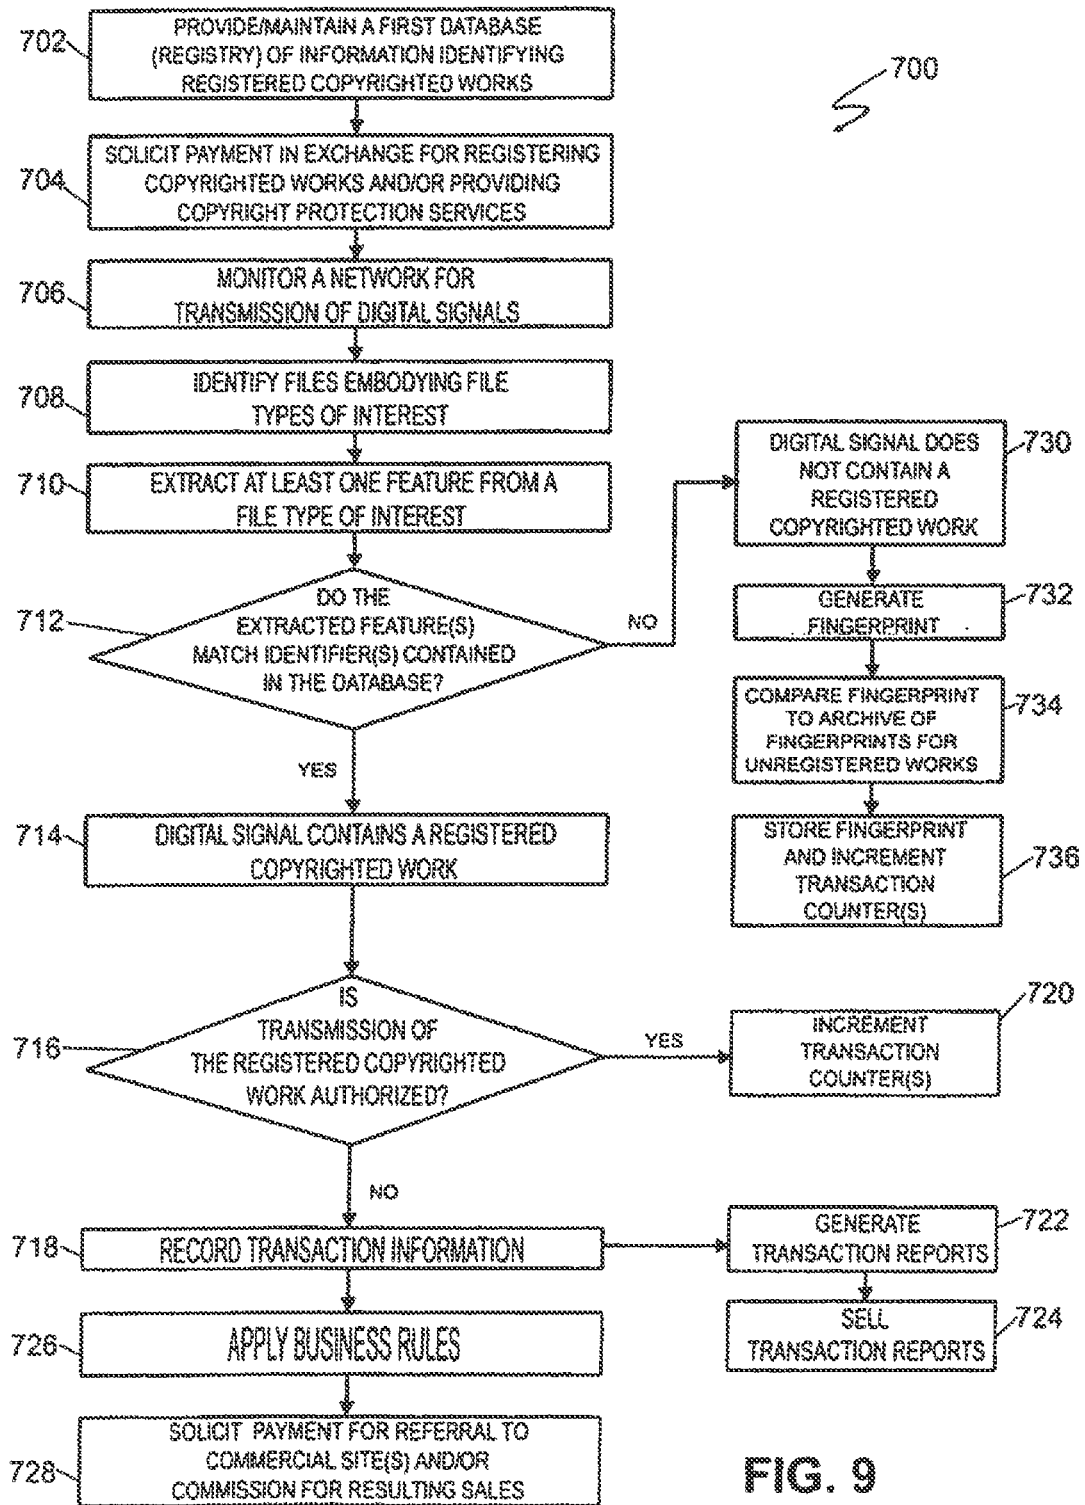 702
PROVIDE/MAINTAIN A FIRST DATABASE
(REGISTRY) OF INFORMATION IDENTIFYING
REGISTERED COPYRIGHTED WORKS
700
704
SOLICIT PAYMENT IN EXCHANGE FOR REGISTERING
COPYRIGHTED WORKS AND/OR PROVIDING
COPYRIGHT PROTECTION SERVICES
706
MONITOR A NETWORK FOR
TRANSMISSION OF DIGITAL SIGNALS
708
IDENTIFY FILES EMBODYING FILE
TYPES OF INTEREST
710
EXTRACT AT LEAST ONE FEATURE FROM A
FILE TYPE OF INTEREST
712
DO THE
EXTRACTED FEATURE(S)
MATCH IDENTIFIER(S) CONTAINED
IN THE DATABASE?
NO
730
DIGITAL SIGNAL DOES
NOT CONTAIN A
REGISTERED
COPYRIGHTED WORK
732
GENERATE
FINGERPRINT
734
COMPARE FINGERPRINT
TO ARCHIVE OF
FINGERPRINTS FOR
UNREGISTERED WORKS
736
STORE FINGERPRINT
AND INCREMENT
TRANSACTION
COUNTER(S)
YES
714
DIGITAL SIGNAL CONTAINS A REGISTERED
COPYRIGHTED WORK
716
IS
TRANSMISSION OF
THE REGISTERED COPYRIGHTED
WORK AUTHORIZED?
YES
720
INCREMENT
TRANSACTION
COUNTER(S)
NO
718
RECORD TRANSACTION INFORMATION
722
GENERATE
TRANSACTION REPORTS
724
SELL
TRANSACTION REPORTS
726
APPLY BUSINESS RULES
728
SOLICIT PAYMENT FOR REFERRAL TO
COMMERCIAL SITE(S) AND/OR
COMMISSION FOR RESULTING SALES
FIG. 9